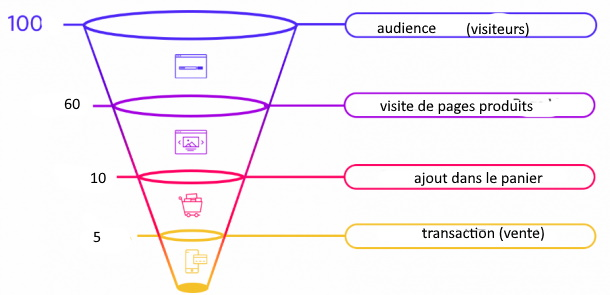 100 audience (visiteurs)
60 visite de pages produits
10 ajout dans le panier
5 transaction (vente)